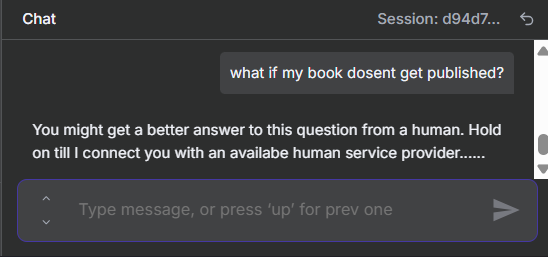 Chat
Session: d94d7...
what if my book dosent get published?
You might get a better answer to this question from a human. Hold
on till I connect you with an availabe human service provider......
Type message, or press ‘up’ for prev one